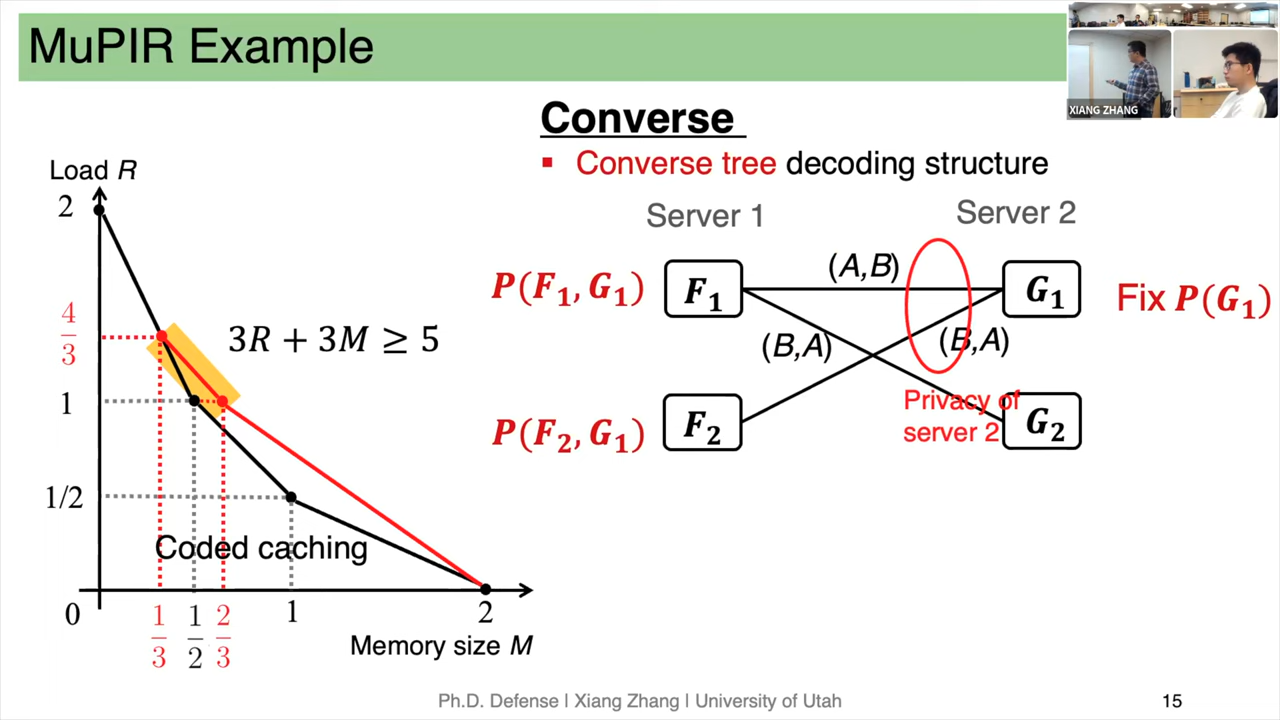 MuPIR Example
XIANG ZHANG
Converse
▪ Converse tree decoding structure
Load R
2
4/3
1
1/2
0
3R + 3M ≥ 5
Coded caching
1/3
1/2
2/3
1
2
Memory size M
Server 1
Server 2
P(F₁, G₁)
F₁
(A,B)
G₁
Fix P(G₁)
(B,A)
(B,A)
P(F₂, G₁)
F₂
Privacy of
server 2
G₂
Ph.D. Defense | Xiang Zhang | University of Utah
15